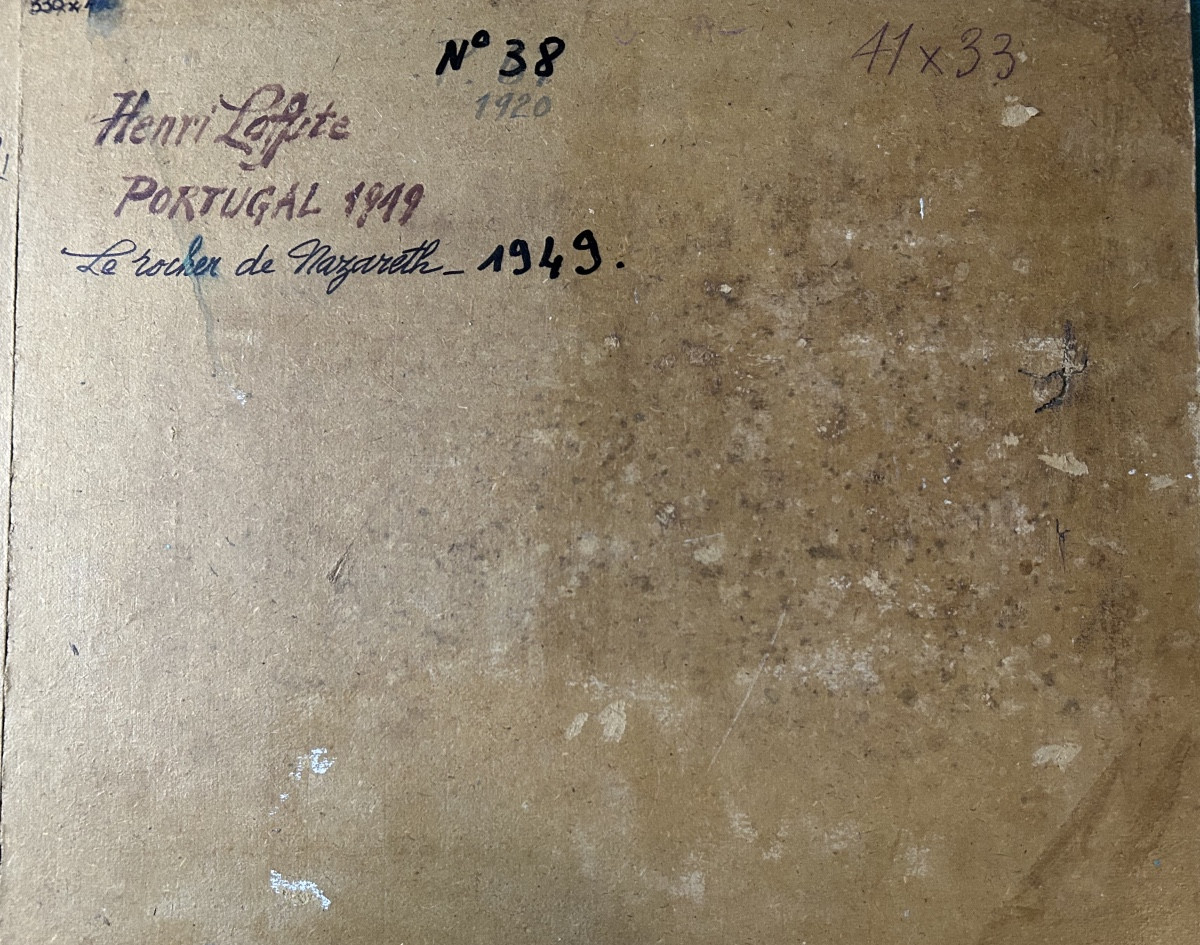 N° 38
41 x 33
1920
Henri Laffite
PORTUGAL 1949
Le rocher de Nazareth - 1949.